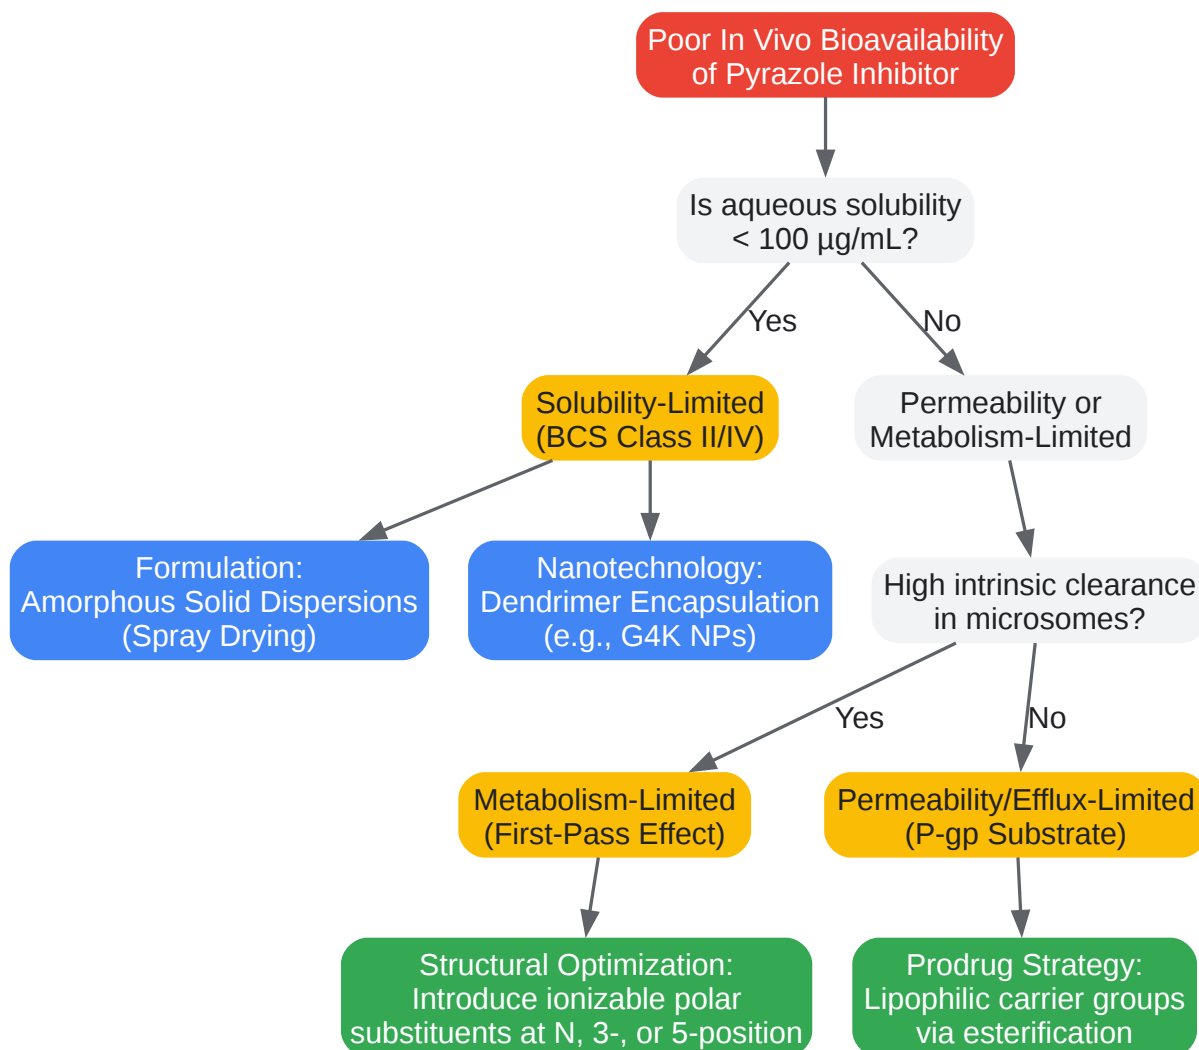 Poor In Vivo Bioavailability
of Pyrazole Inhibitor
Is aqueous solubility
< 100 µg/mL?
Yes
No
Solubility-Limited
(BCS Class II/IV)
Permeability or
Metabolism-Limited
Formulation:
Amorphous Solid Dispersions
(Spray Drying)
Nanotechnology:
Dendrimer Encapsulation
(e.g., G4K NPs)
High intrinsic clearance
in microsomes?
Yes
No
Metabolism-Limited
(First-Pass Effect)
Permeability/Efflux-Limited
(P-gp Substrate)
Structural Optimization:
Introduce ionizable polar
substituents at N, 3-, or 5-position
Prodrug Strategy:
Lipophilic carrier groups
via esterification